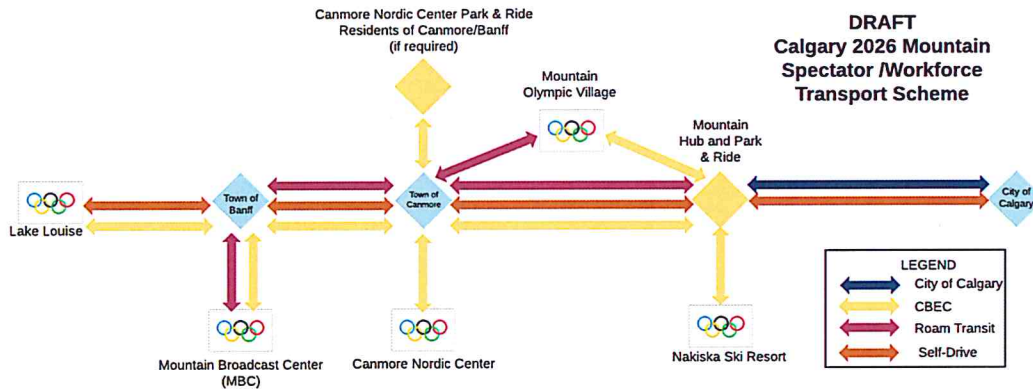 Canmore Nordic Center Park & Ride
Residents of Canmore/Banff
(if required)
DRAFT
Calgary 2026 Mountain
Spectator /Workforce
Transport Scheme
Mountain
Olympic Village
Mountain
Hub and Park
& Ride
Lake Louise
Town of
Banff
Town of
Canmore
City of
Calgary
Mountain Broadcast Center
(MBC)
Canmore Nordic Center
Nakiska Ski Resort
LEGEND
City of Calgary
CBEC
Roam Transit
Self-Drive